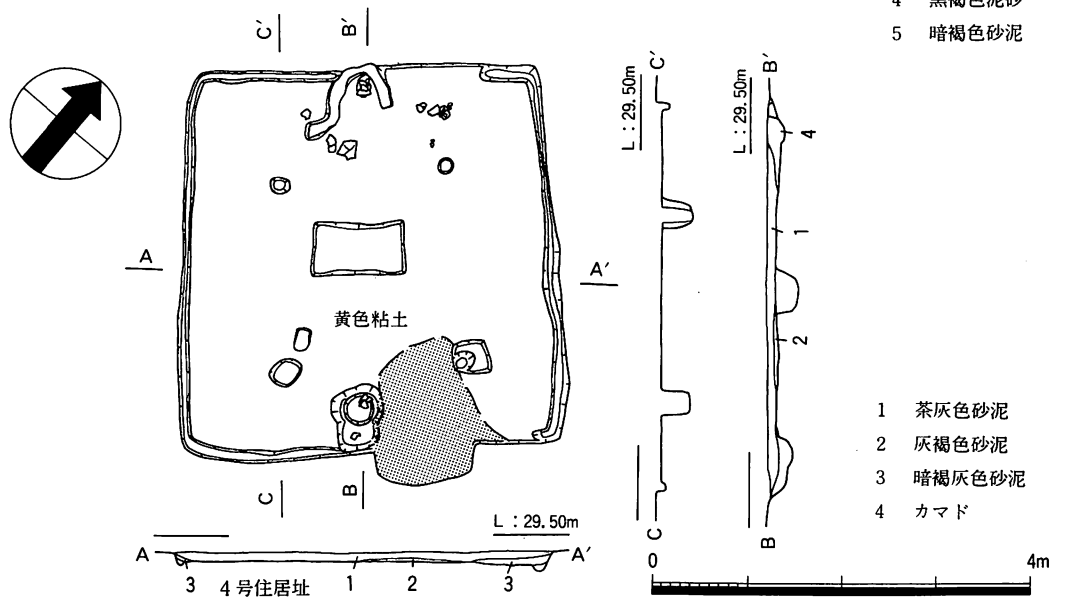 4 黒褐色泥砂
5 暗褐色砂泥
C′
B′
A
A′
黄色粘土
C
B
L：29.50m
A
A′
3
4号住居址
1
2
3
C′
L：29.50m
C
B′
L：29.50m
4
1
2
B
1 茶灰色砂泥
2 灰褐色砂泥
3 暗褐灰色砂泥
4 カマド
0
4m